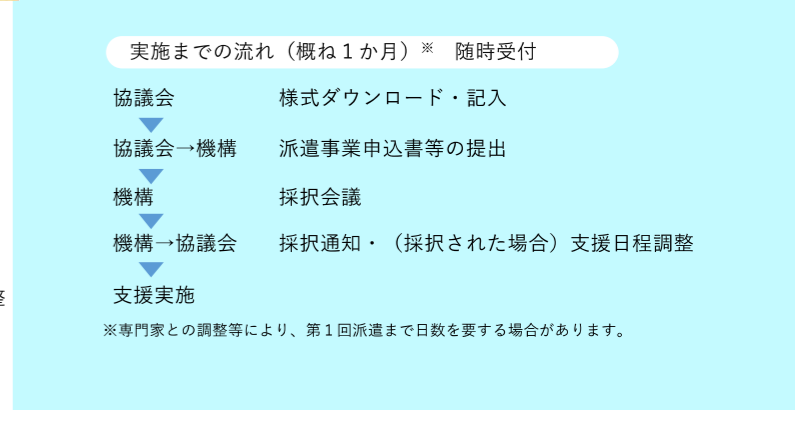 実施までの流れ（概ね１か月）※　随時受付
協議会　様式ダウンロード・記入
協議会→機構　派遣事業申込書等の提出
機構　採択会議
機構→協議会　採択通知・（採択された場合）支援日程調整
支援実施
※専門家との調整等により、第１回派遣まで日数を要する場合があります。